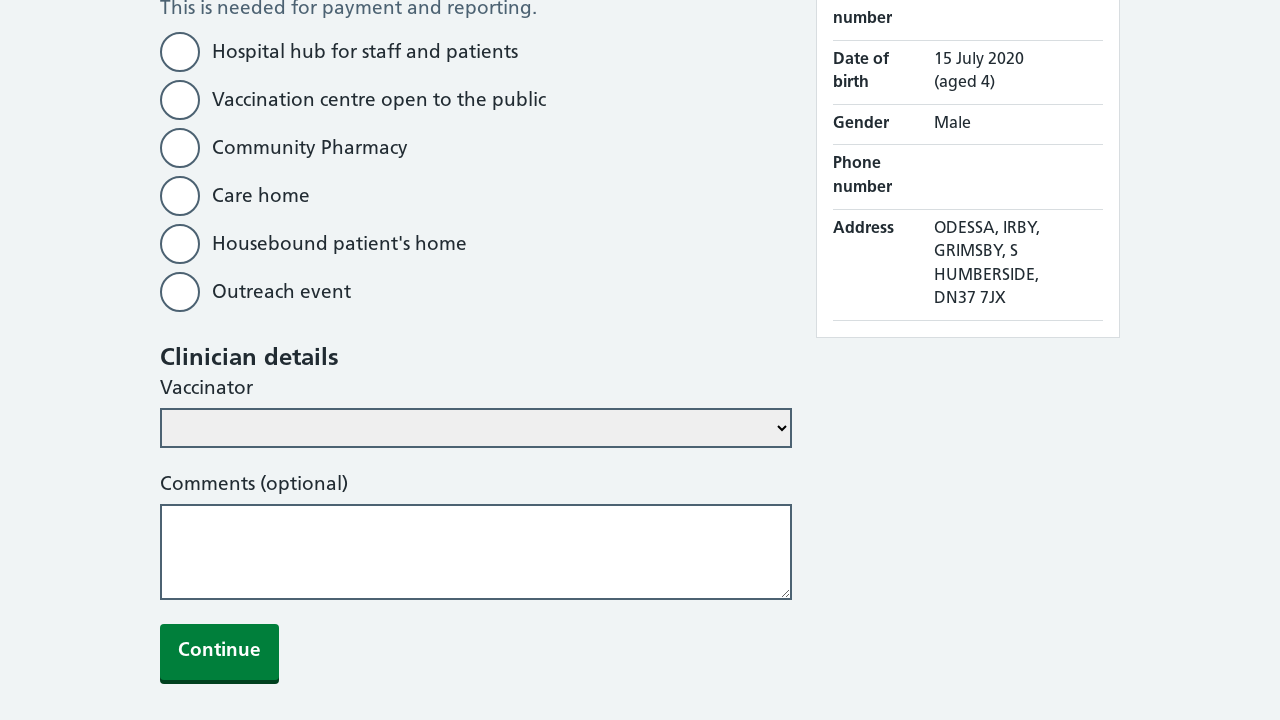 This is needed for payment and reporting.
Hospital hub for staff and patients
Vaccination centre open to the public
Community Pharmacy
Care home
Housebound patient's home
Outreach event
Clinician details
Vaccinator
Comments (optional)
Continue
number
Date of birth
15 July 2020
(aged 4)
Gender
Male
Phone number
Address
ODESSA, IRBY,
GRIMSBY, S
HUMBERSIDE,
DN37 7JX